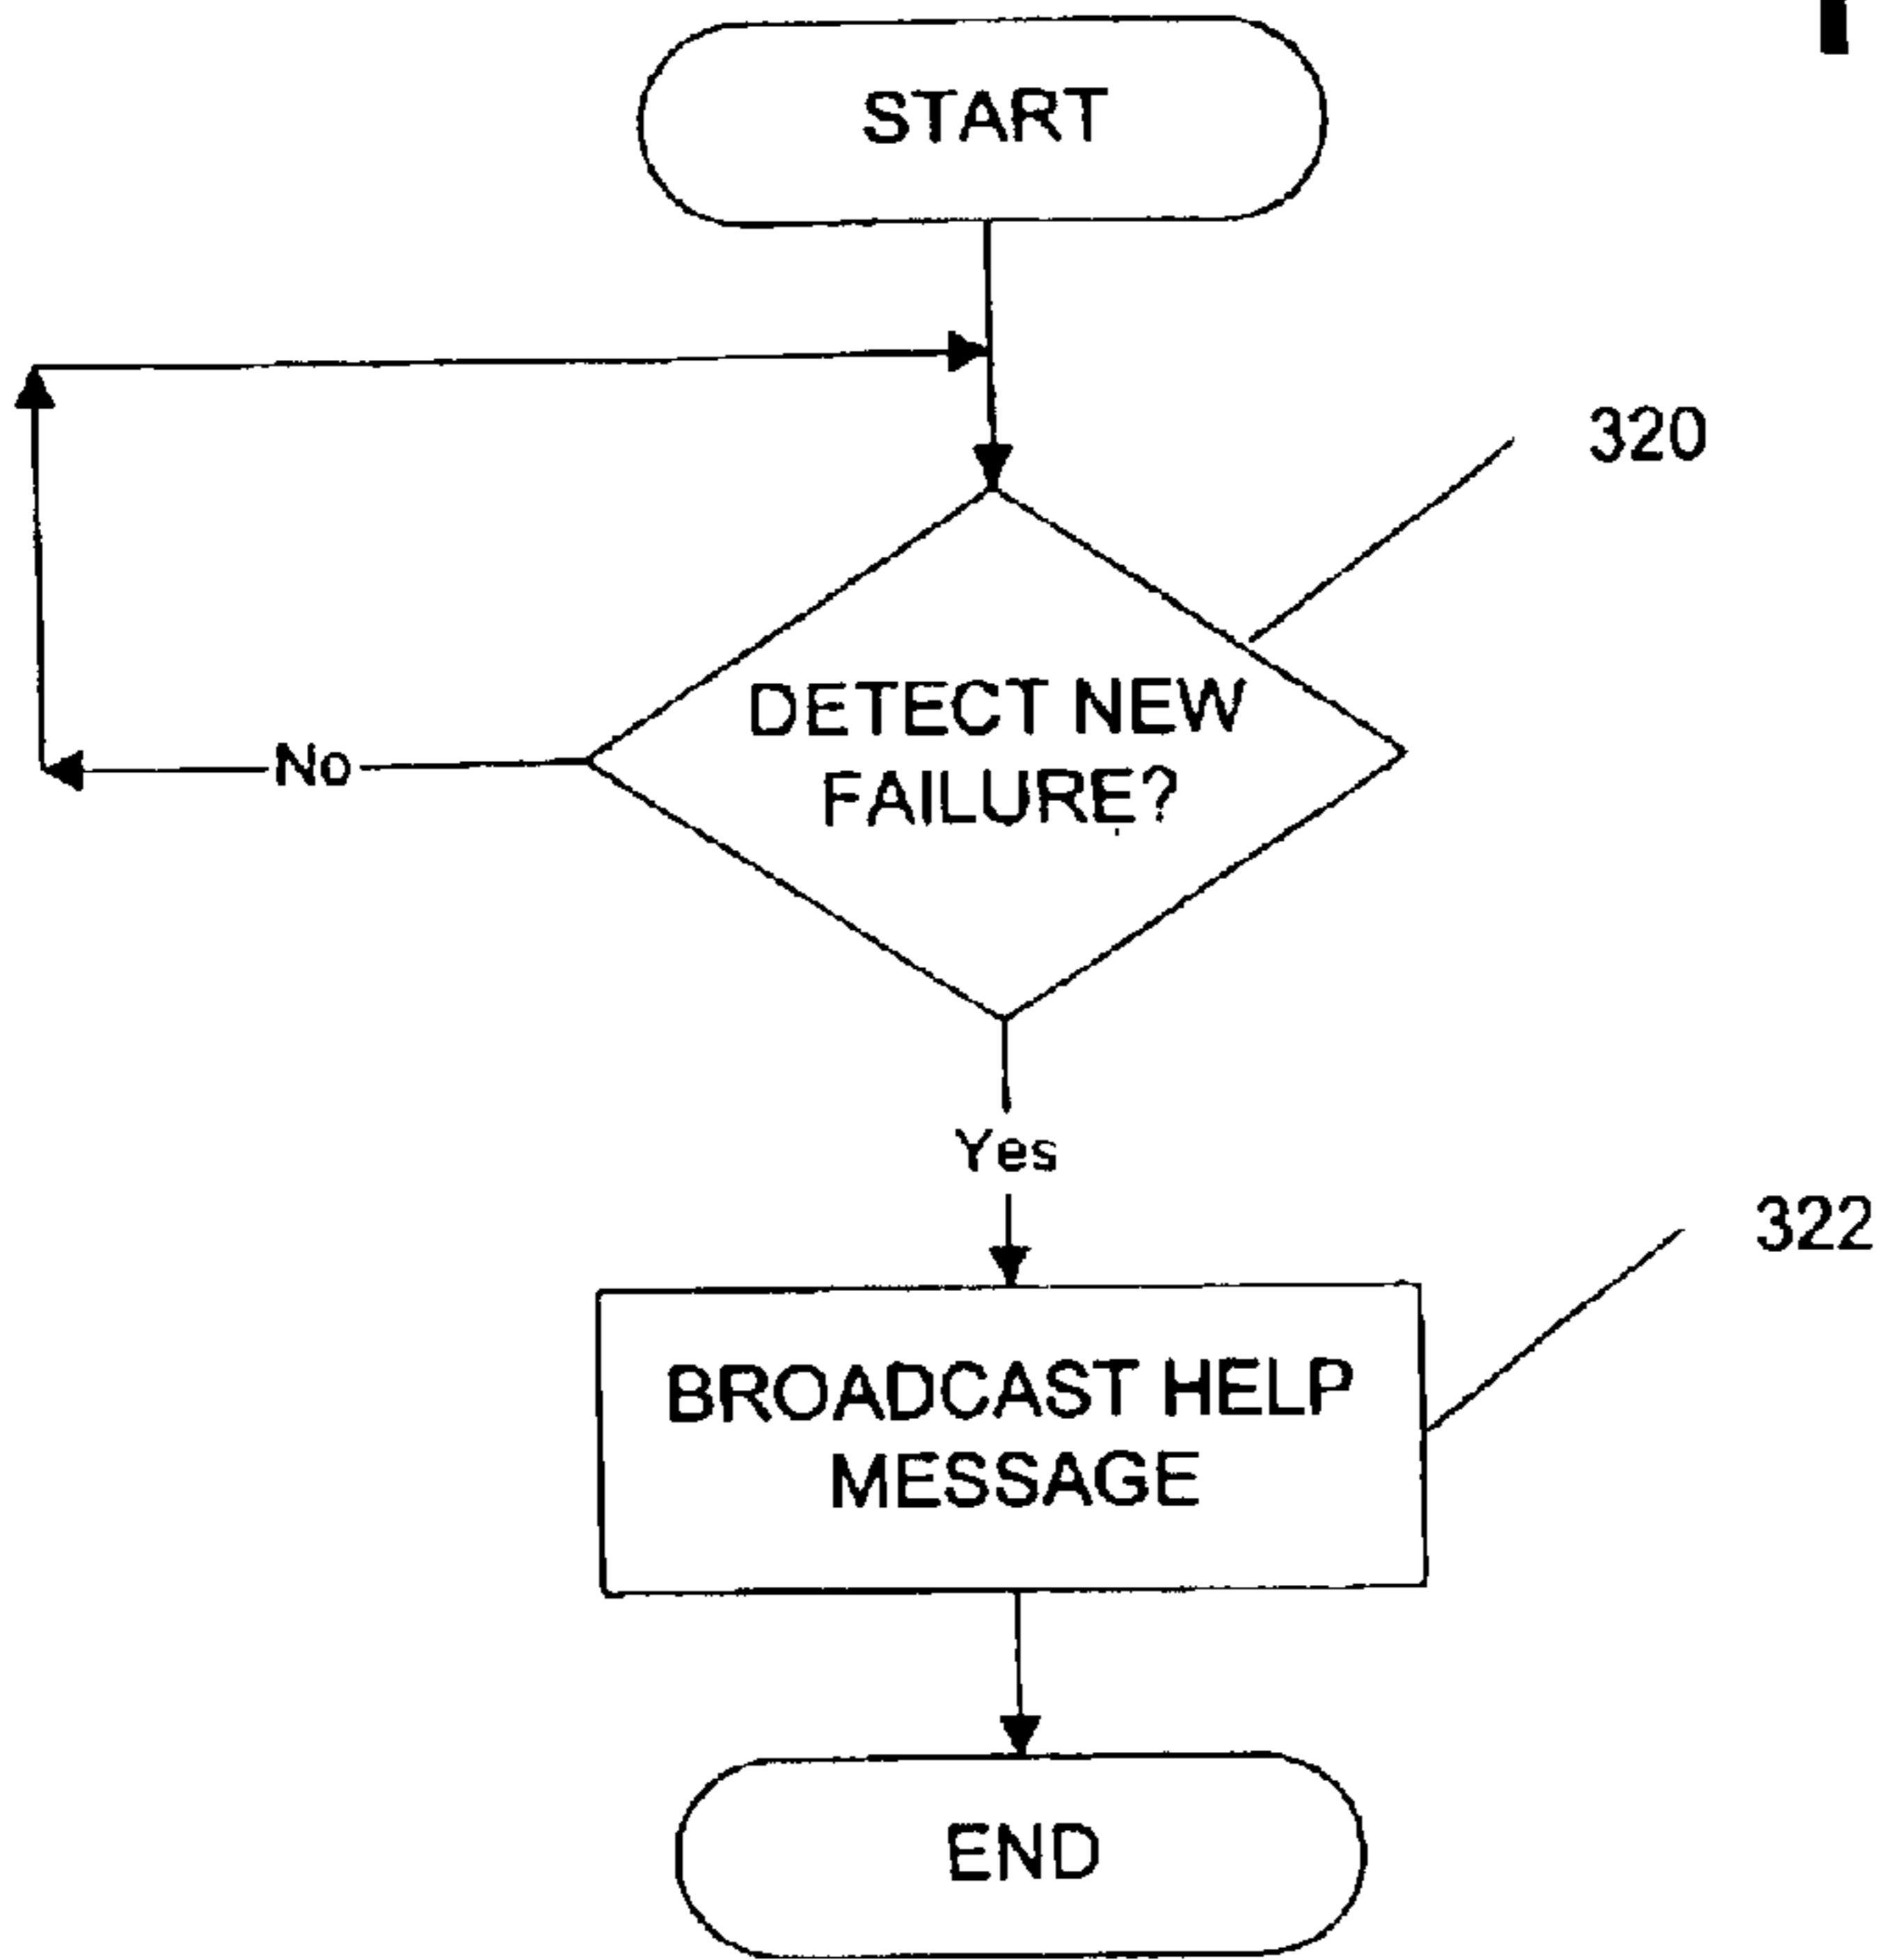 START
320
DETECT NEW
FAILURE?
No
Yes
322
BROADCAST HELP
MESSAGE
END